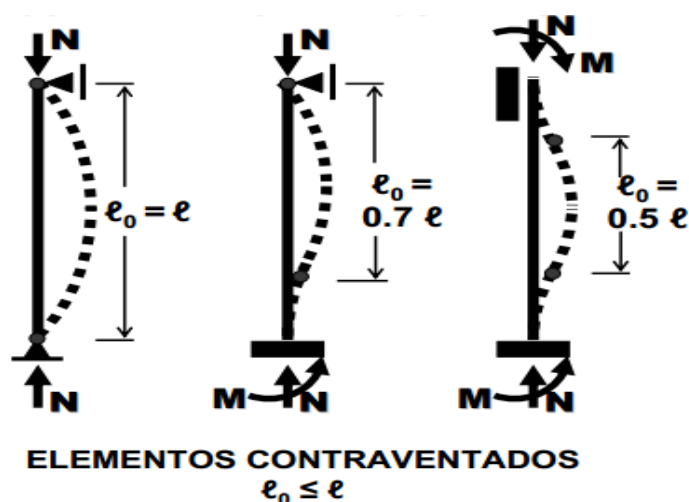 N
ℓ₀ = ℓ
N
N
ℓ₀ =
0.7 ℓ
M
N
N
M
ℓ₀ =
0.5 ℓ
M
N
ELEMENTOS CONTRAVENTADOS
ℓ₀ ≤ ℓ